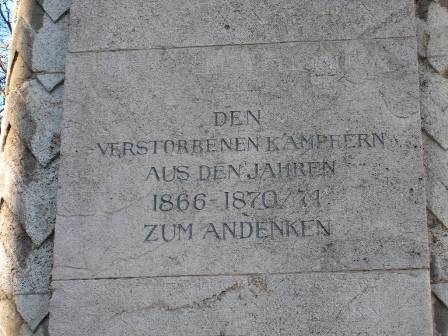 DEN
VERSTORBENEN KÄMPFERN
AUS DEN JAHREN
1866-1870/71
ZUM ANDENKEN